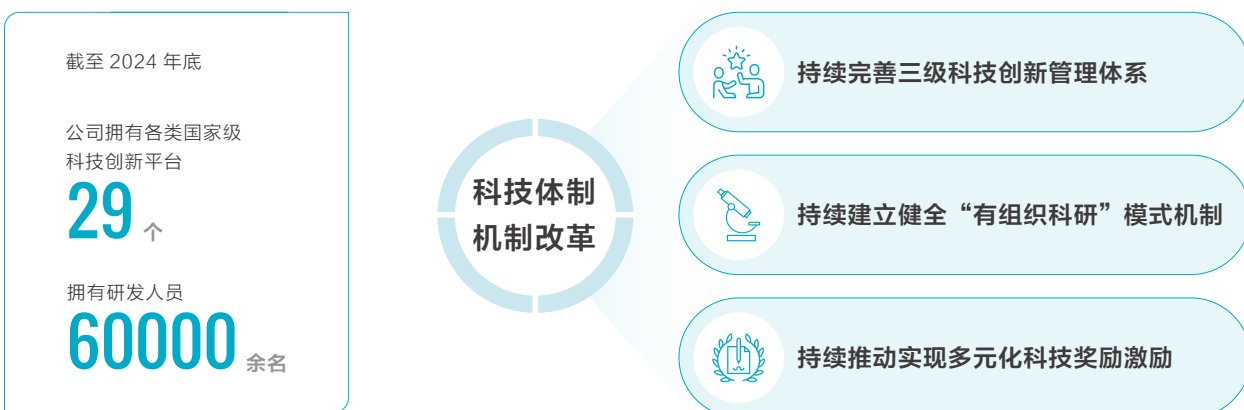 截至 2024 年底
公司拥有各类国家级
科技创新平台
29 个
拥有研发人员
60000 余名
科技体制
机制改革
持续完善三级科技创新管理体系
持续建立健全“有组织科研”模式机制
持续推动实现多元化科技奖励激励